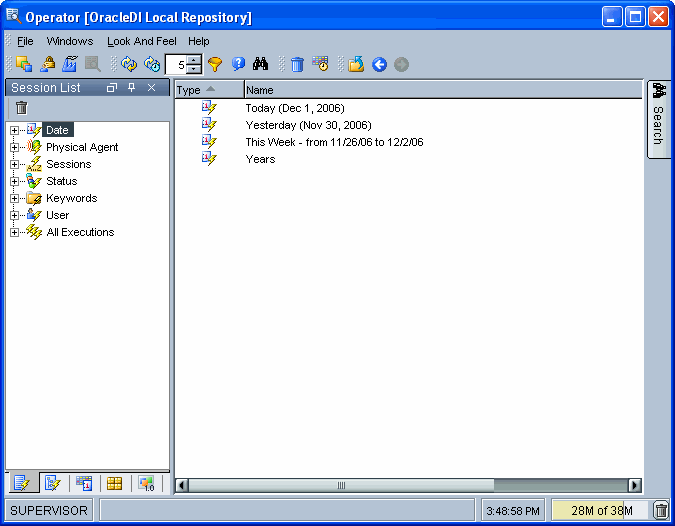 Operator [OracleDI Local Repository]
File Windows Look And Feel Help
5
Session List
Type Name
Date
Physical Agent
Sessions
Status
Keywords
User
All Executions
Today (Dec 1, 2006)
Yesterday (Nov 30, 2006)
This Week - from 11/26/06 to 12/2/06
Years
Search
1.0
SUPERVISOR
3:48:58 PM
28M of 38M